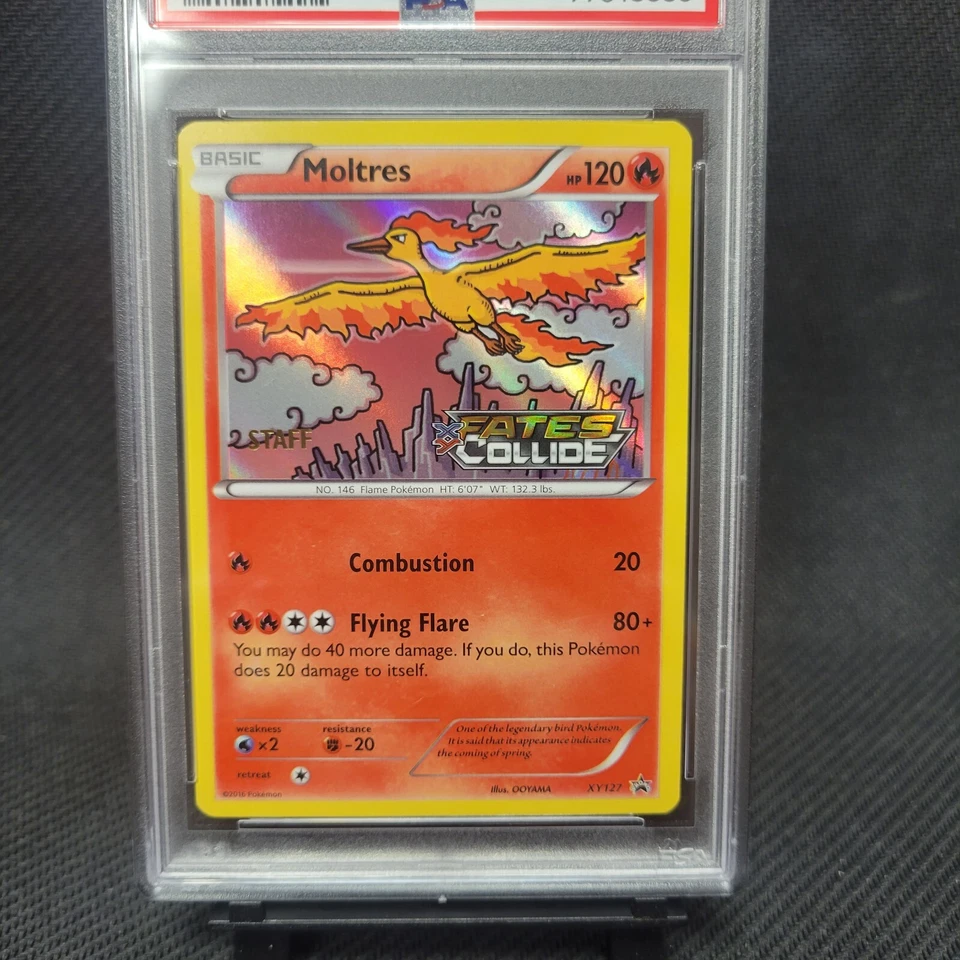 BASIC Moltres HP 120
STAFF
FATES
COLLIDE
NO. 146 Flame Pokémon HT: 6'07" WT: 132.3 lbs.
Combustion 20
Flying Flare 80+
You may do 40 more damage. If you do, this Pokémon
does 20 damage to itself.
weakness resistance
×2 -20
retreat
One of the legendary bird Pokémon.
It is said that its appearance indicates
the coming of spring.
©2016 Pokémon Illus. OOYAMA XY127